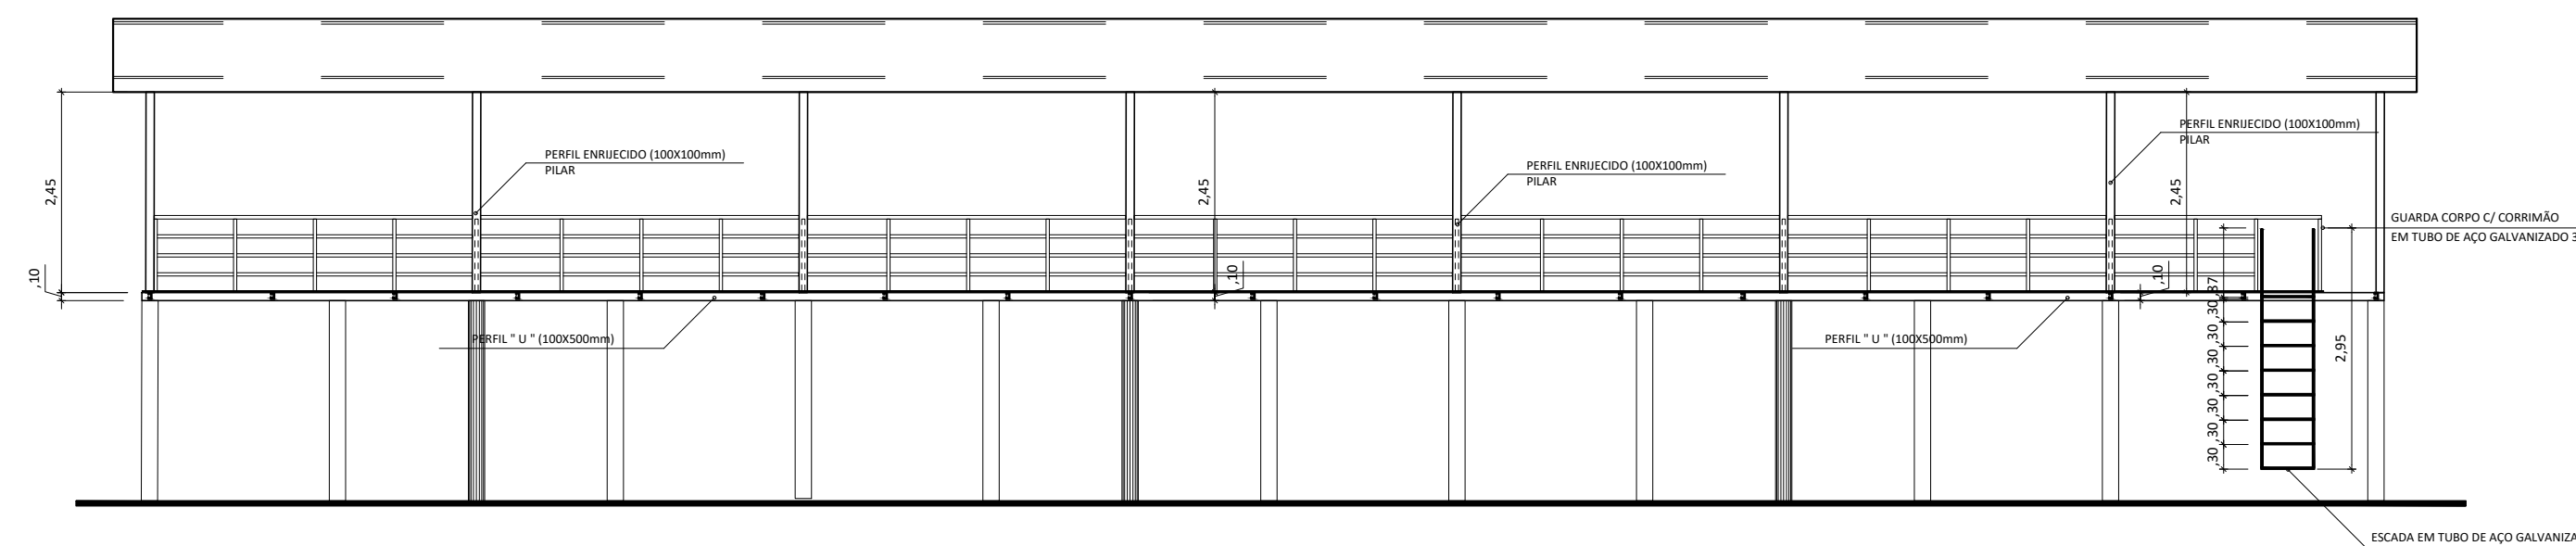 PERFIL ENRIJECIDO (100X100mm)
PILAR
PERFIL ENRIJECIDO (100X100mm)
PILAR
PERFIL ENRIJECIDO (100X100mm)
PILAR
2,45
2,45
2,45
GUARDA CORPO C/ CORRIMÃO
EM TUBO DE AÇO GALVANIZADO 3
,10
,10
,10
PERFIL " U " (100X500mm)
PERFIL " U " (100X500mm)
,37
,30
,30
,30
,30
,30
,30
,30
2,95
ESCADA EM TUBO DE AÇO GALVANIZA